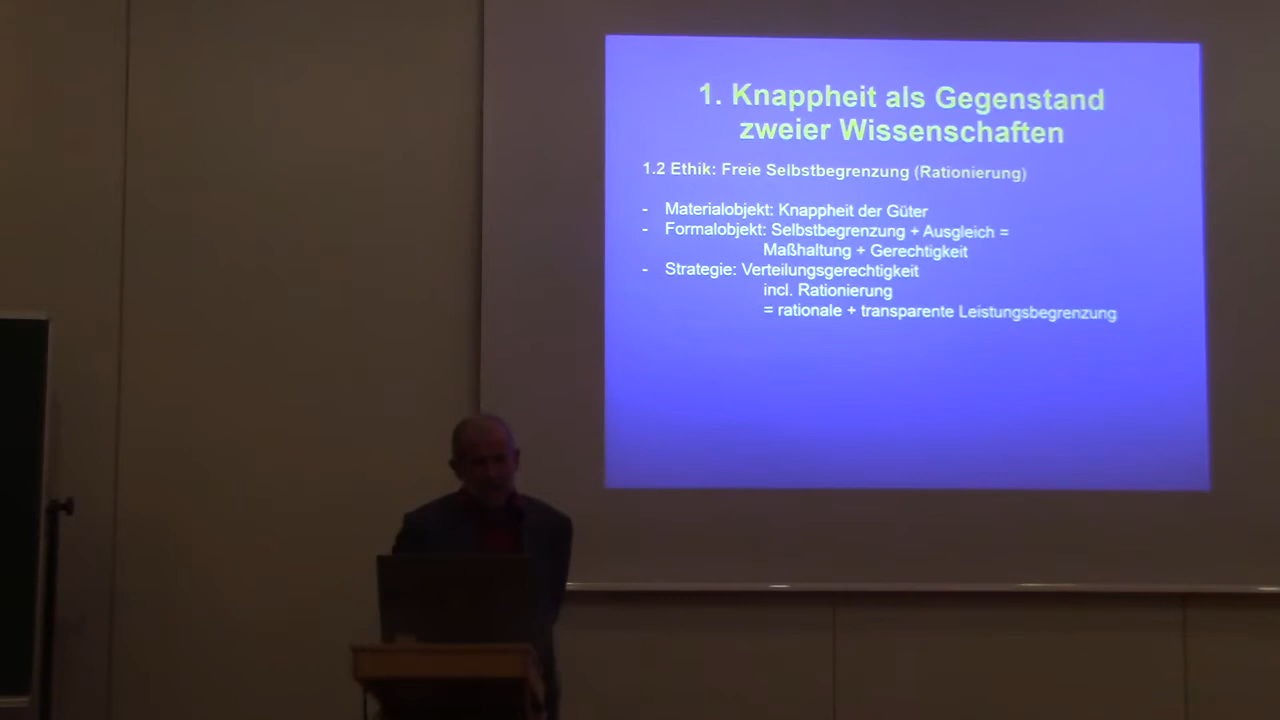 1. Knappheit als Gegenstand
zweier Wissenschaften
1.2 Ethik: Freie Selbstbegrenzung (Rationierung)
- Materialobjekt: Knappheit der Güter
- Formalobjekt: Selbstbegrenzung + Ausgleich =
Maßhaltung + Gerechtigkeit
- Strategie: Verteilungsgerechtigkeit
incl. Rationierung
= rationale + transparente Leistungsbegrenzung